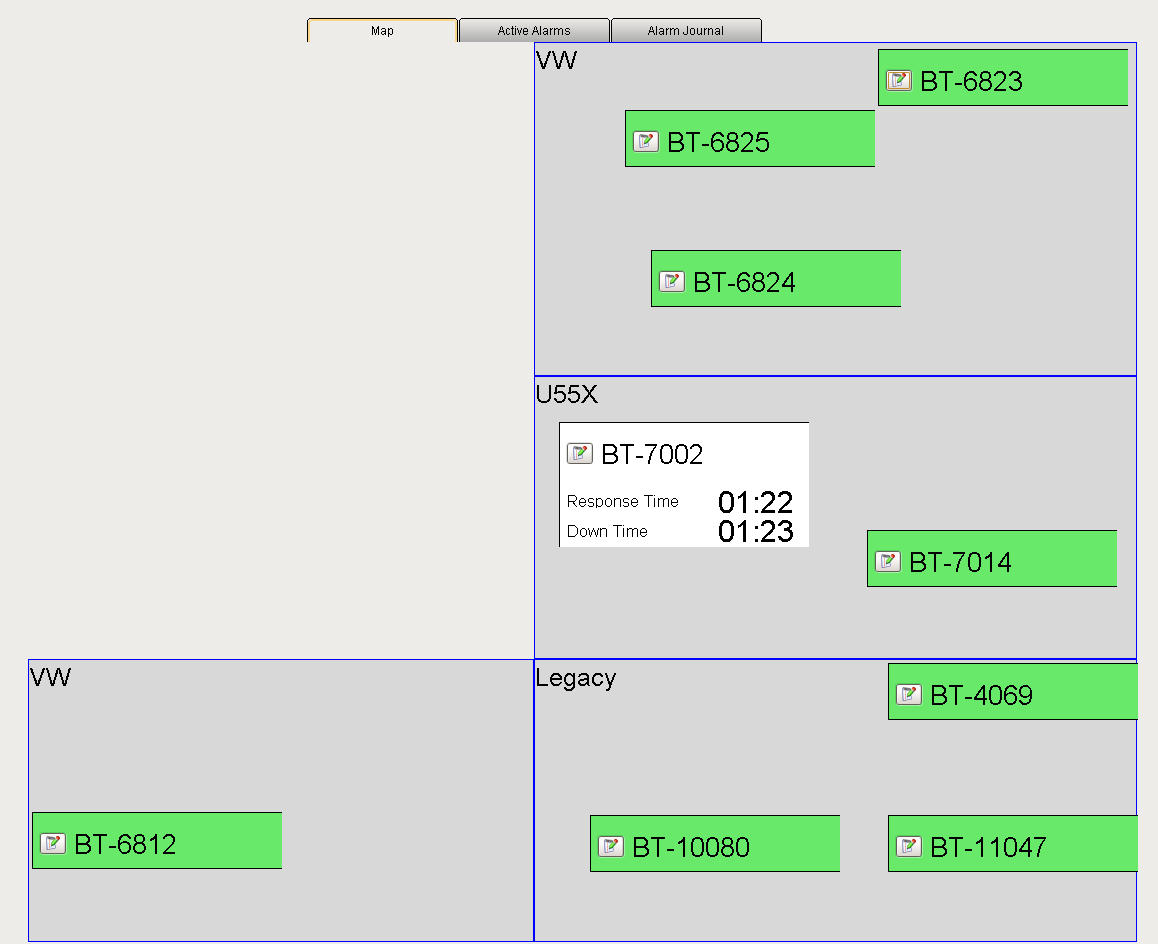 Map
Active Alarms
Alarm Journal
VW
BT-6823
BT-6825
BT-6824
U55X
BT-7002
Response Time 01:22
Down Time 01:23
BT-7014
VW
BT-6812
Legacy
BT-4069
BT-10080
BT-11047